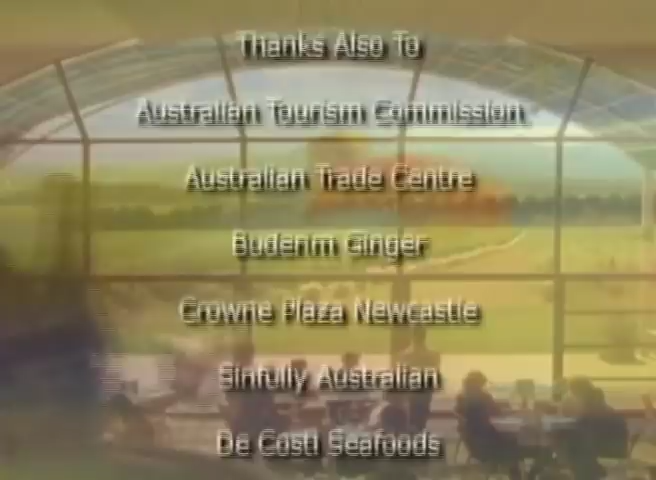 Thanks Also To
Australian Tourism Commission
Australian Trade Centre
Buderim Ginger
Crowne Plaza Newcastle
Sinfully Australian
De Costi Seafoods